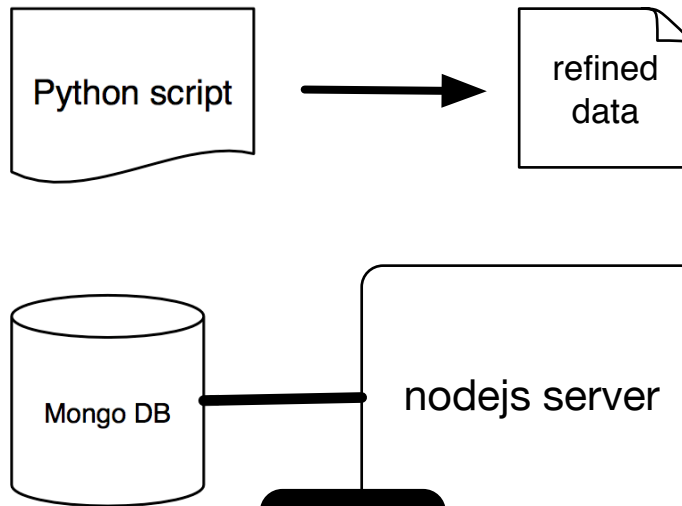 Python script
refined
data
Mongo DB
nodejs server